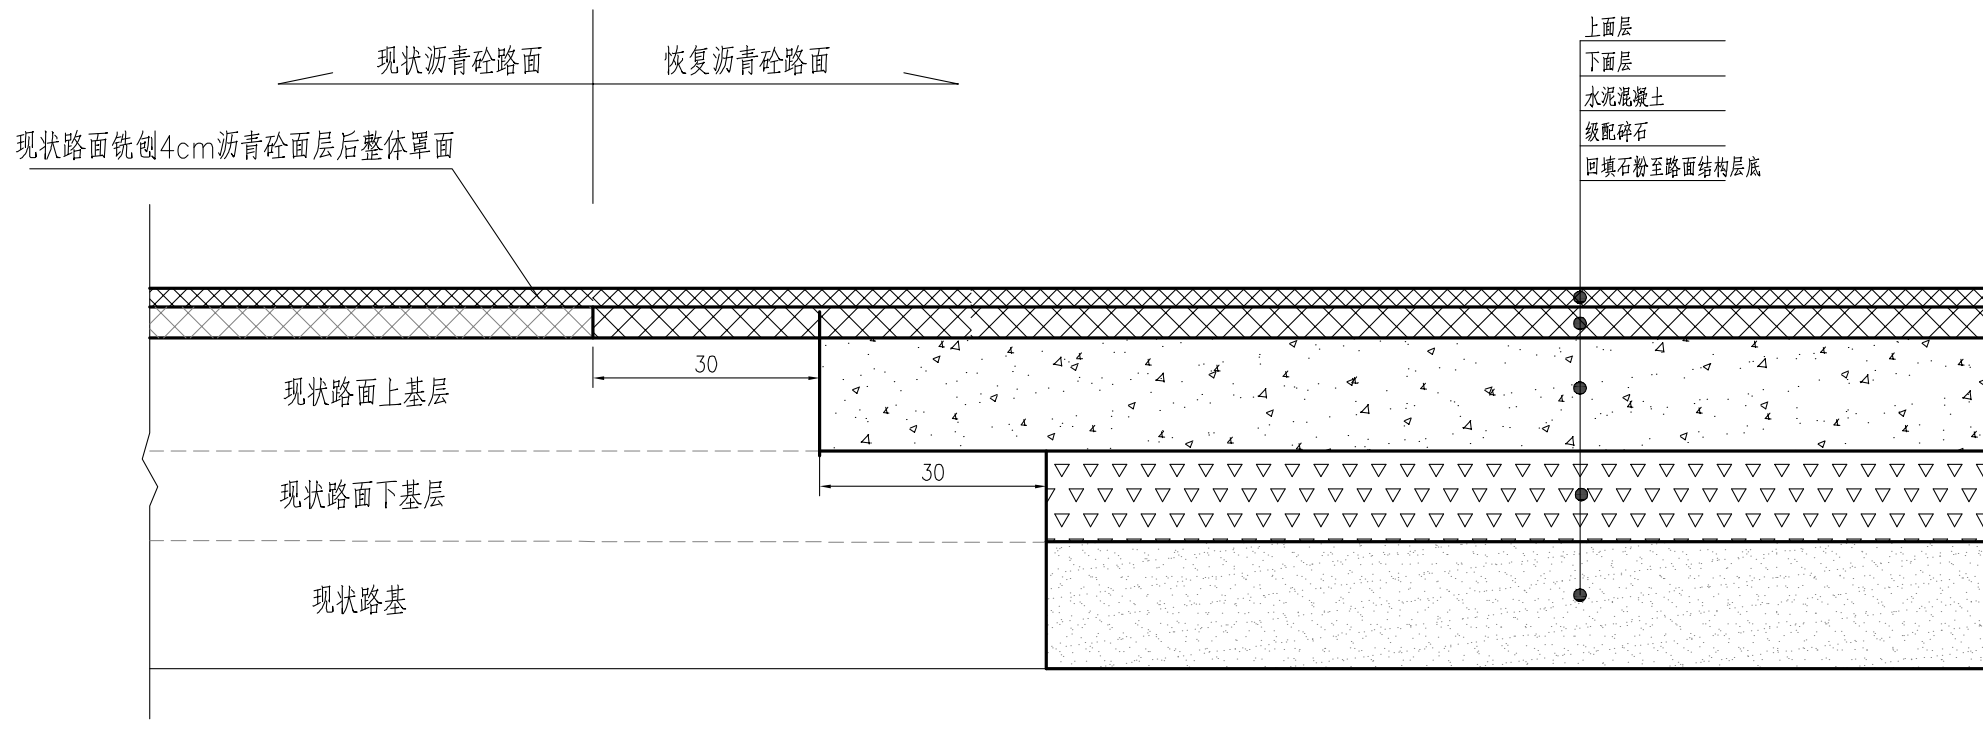 现状沥青砼路面
恢复沥青砼路面
上面层
下面层
水泥混凝土
级配碎石
回填石粉至路面结构层底
现状路面铣刨4cm沥青砼面层后整体罩面
30
现状路面上基层
30
现状路面下基层
现状路基